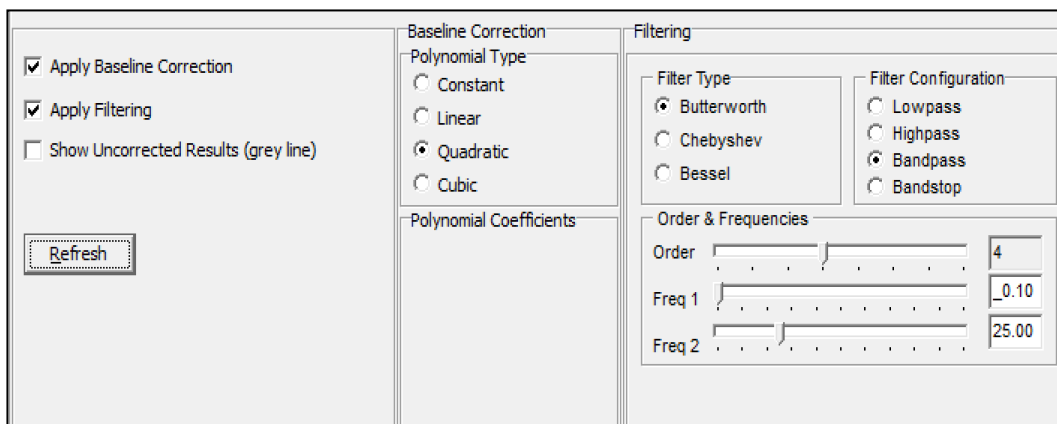 Apply Baseline Correction
Apply Filtering
Show Uncorrected Results (grey line)
Refresh
Baseline Correction
Polynomial Type
Constant
Linear
Quadratic
Cubic
Polynomial Coefficients
Filtering
Filter Type
Butterworth
Chebyshev
Bessel
Filter Configuration
Lowpass
Highpass
Bandpass
Bandstop
Order & Frequencies
Order 4
Freq 1 _0.10
Freq 2 25.00